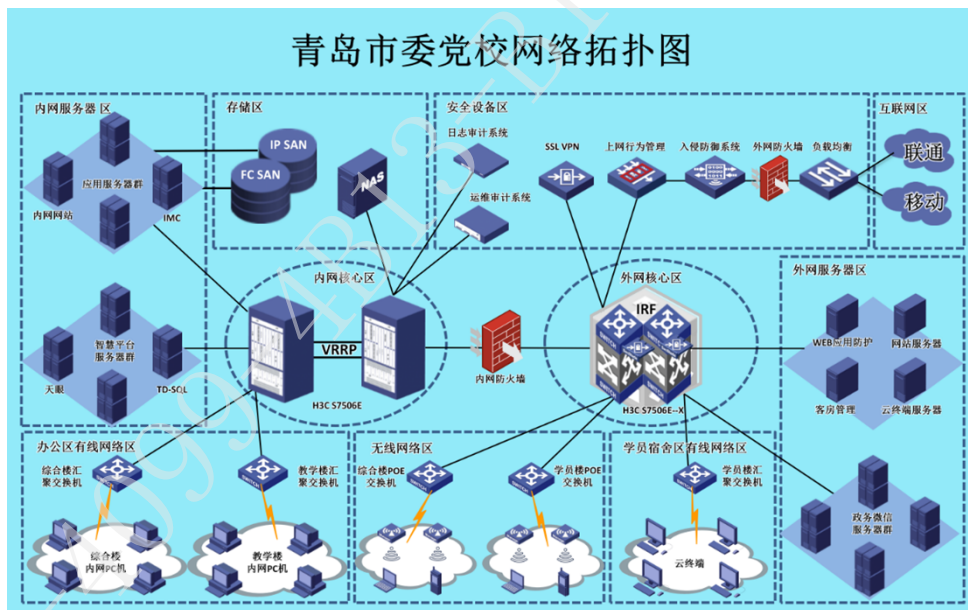 青岛市委党校网络拓扑图
内网服务器 区
应用服务器群
内网网站
IMC
智慧平台
服务器群
天眼
TD-SQL
存储区
IP SAN
FC SAN
NAS
安全设备区
日志审计系统
运维审计系统
SSL VPN
上网行为管理
入侵防御系统
外网防火墙
负载均衡
互联网区
联通
移动
内网核心区
VRRP
H3C S7506E
内网防火墙
外网核心区
IRF
H3C S7506E--X
外网服务器区
WEB应用防护
网站服务器
客房管理
云终端服务器
政务微信
服务器群
办公区有线网络区
综合楼汇
聚交换机
SWITCH
教学楼汇
聚交换机
SWITCH
综合楼
内网PC机
教学楼
内网PC机
无线网络区
综合楼POE
交换机
SWITCH
学员楼POE
交换机
SWITCH
学员宿舍区有线网络区
学员楼汇
聚交换机
SWITCH
云终端